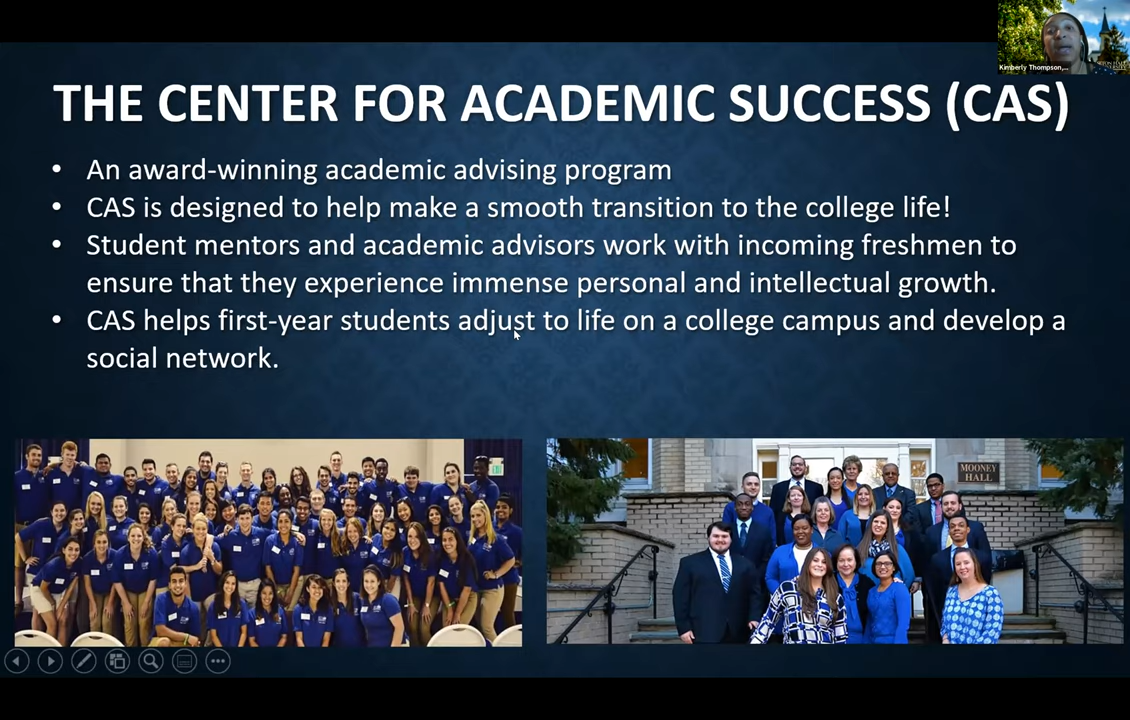 Kimberly Thompson,...
THE CENTER FOR ACADEMIC SUCCESS (CAS)
• An award-winning academic advising program
• CAS is designed to help make a smooth transition to the college life!
• Student mentors and academic advisors work with incoming freshmen to
ensure that they experience immense personal and intellectual growth.
• CAS helps first-year students adjust to life on a college campus and develop a
social network.
EXIT
MOONEY
HALL